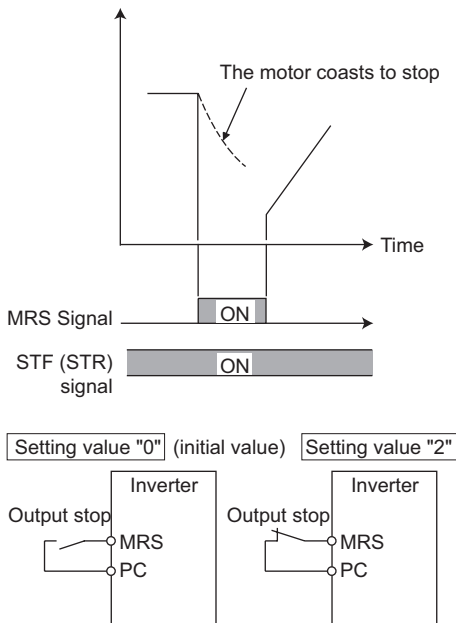 The motor coasts to stop
Time
MRS Signal
ON
STF (STR)
signal
ON
Setting value "0" (initial value) Setting value "2"
Inverter
Output stop
MRS
PC
Inverter
Output stop
MRS
PC